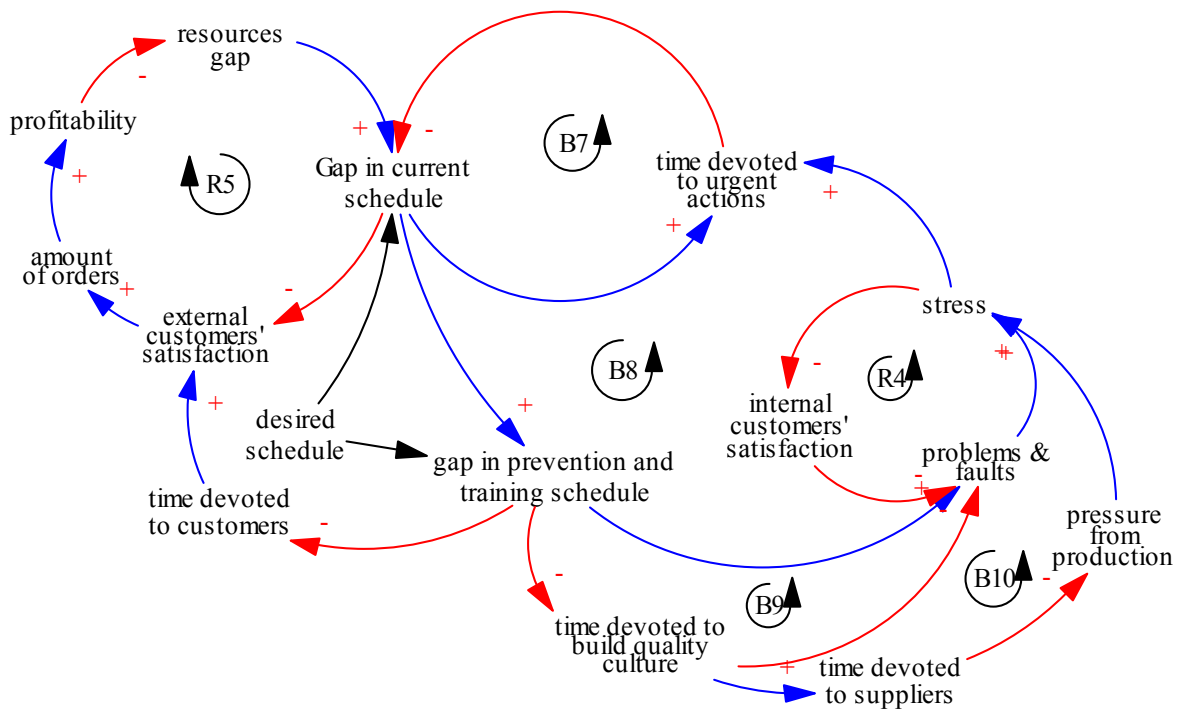 resources
gap
+
-
profitability
-
R5
+
Gap in current
schedule
B7
time devoted
to urgent
actions
+
+
amount
of orders
+
-
external
customers'
satisfaction
stress
B8
-
++
R4
+
desired
schedule
+
internal
customers'
satisfaction
gap in prevention and
training schedule
problems &
faults
-
+
-
time devoted
to customers
-
pressure
from
production
-
B10
-
B9
time devoted to
build quality
culture
+
time devoted
to suppliers